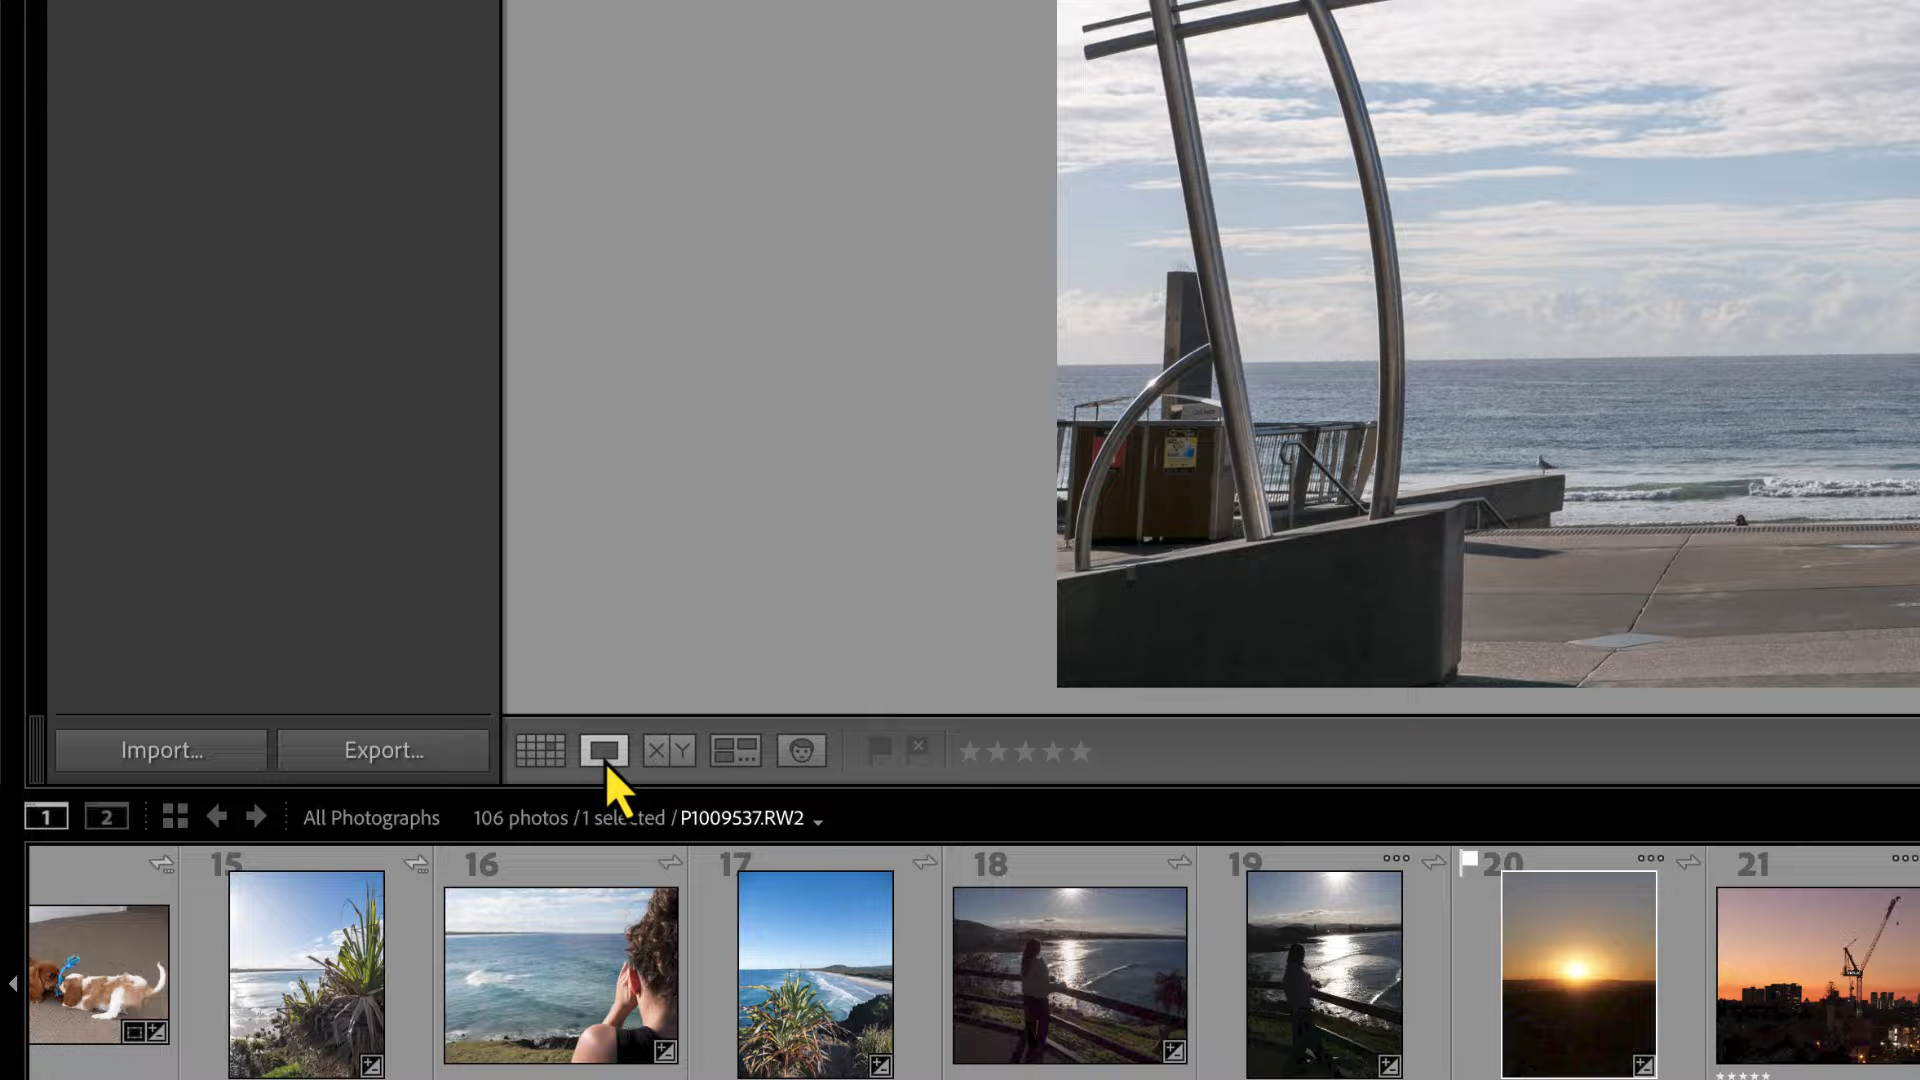 Import...
Export...
X Y
1
2
All Photographs
106 photos /1 selected /P1009537.RW2
15
16
17
18
19
20
21